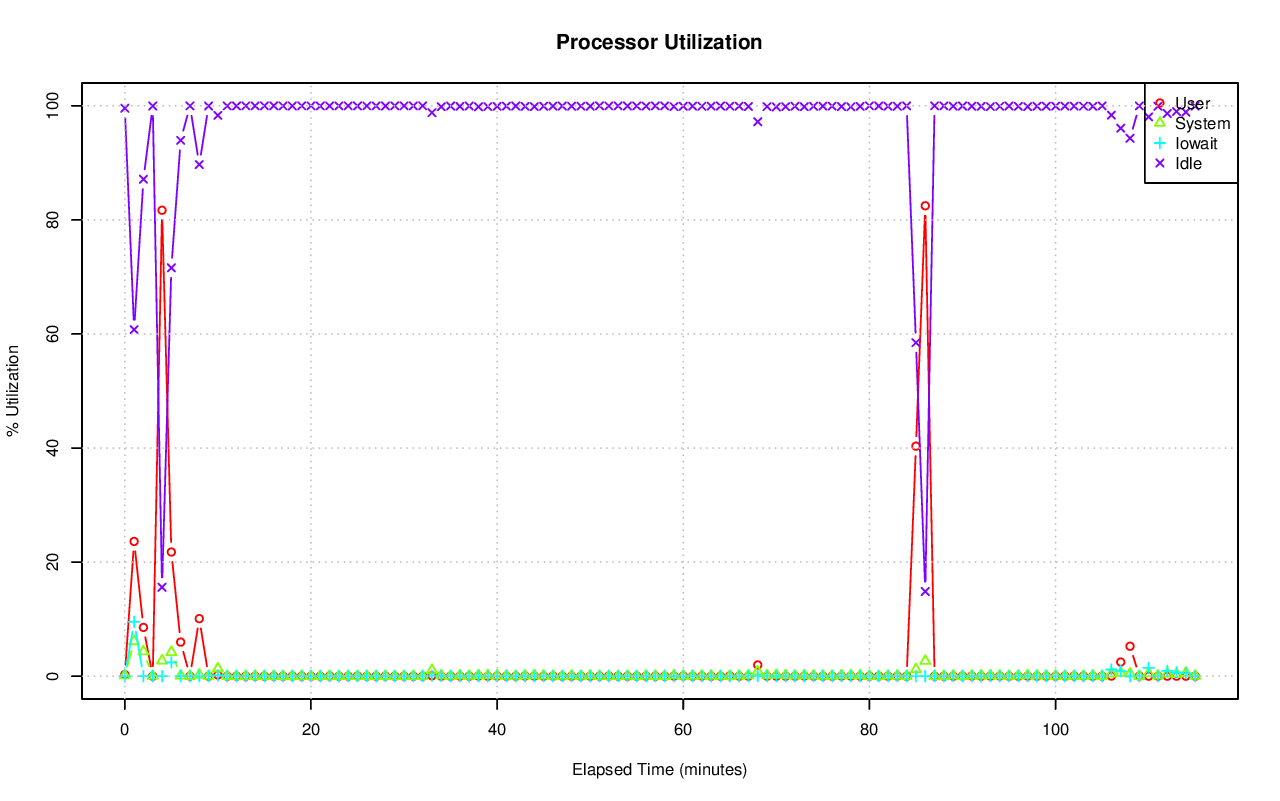 Processor Utilization
100
80
60
40
20
0
% Utilization
User
System
Iowait
Idle
0 20 40 60 80 100
Elapsed Time (minutes)